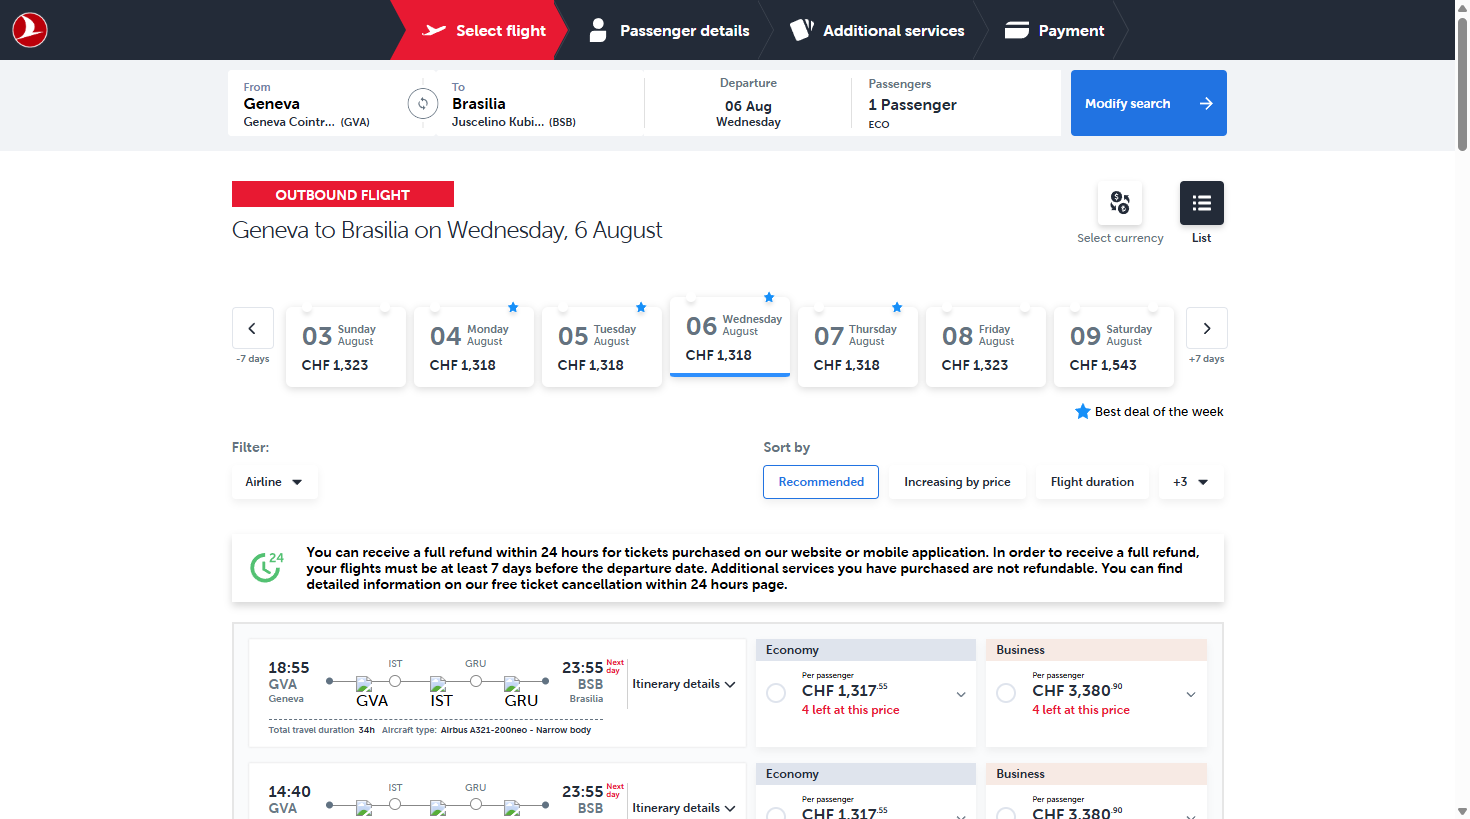 Select flight
Passenger details
Additional services
Payment
From
Geneva
Geneva Cointr... (GVA)
To
Brasilia
Juscelino Kubi... (BSB)
Departure
06 Aug
Wednesday
Passengers
1 Passenger
ECO
Modify search
OUTBOUND FLIGHT
Geneva to Brasilia on Wednesday, 6 August
Select currency
List
-7 days
03 Sunday August
CHF 1,323
04 Monday August
CHF 1,318
05 Tuesday August
CHF 1,318
06 Wednesday August
CHF 1,318
07 Thursday August
CHF 1,318
08 Friday August
CHF 1,323
09 Saturday August
CHF 1,543
+7 days
Best deal of the week
Filter:
Airline
Sort by
Recommended
Increasing by price
Flight duration
+3
24
You can receive a full refund within 24 hours for tickets purchased on our website or mobile application. In order to receive a full refund,
your flights must be at least 7 days before the departure date. Additional services you have purchased are not refundable. You can find
detailed information on our free ticket cancellation within 24 hours page.
18:55
GVA
Geneva
IST
GRU
GVA
IST
GRU
23:55 Next day
BSB
Brasilia
Itinerary details
Total travel duration 34h Aircraft type: Airbus A321-200neo - Narrow body
Economy
Per passenger
CHF 1,317.55
4 left at this price
Business
Per passenger
CHF 3,380.90
4 left at this price
14:40
GVA
IST
GRU
23:55 Next day
BSB
Itinerary details
Economy
Per passenger
CHF 1,317.55
Business
Per passenger
CHF 3,380.90